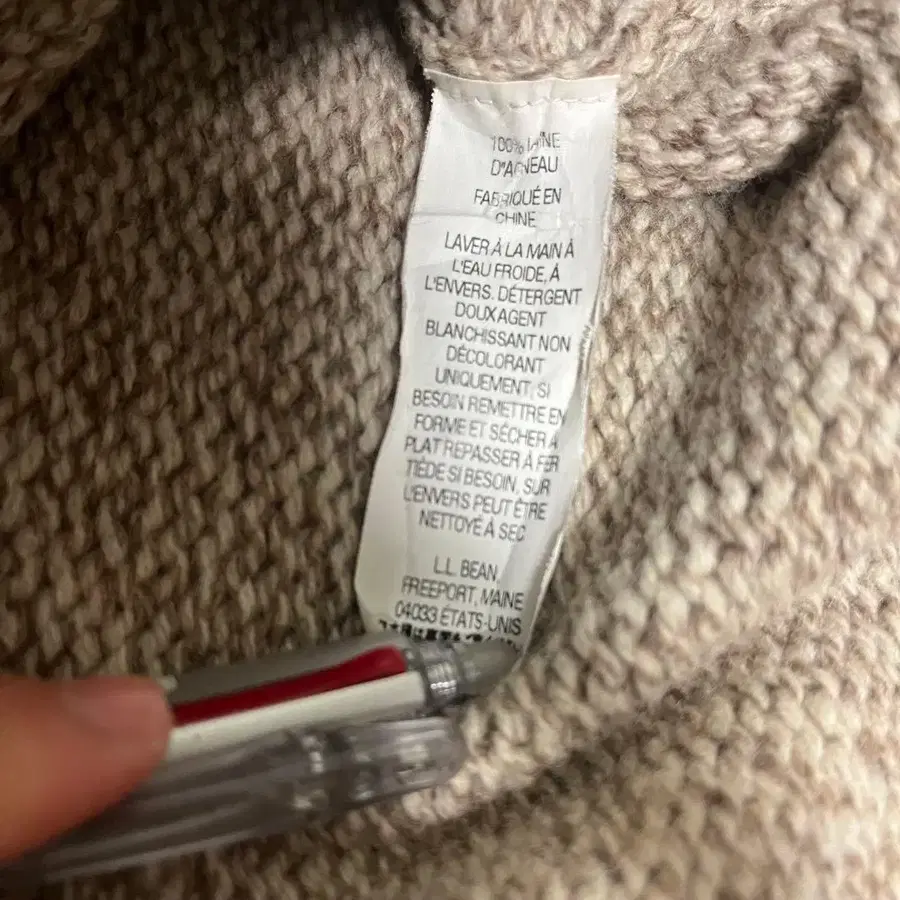 100% LAINE
D'AGNEAU
FABRIQUÉ EN
CHINE
LAVER À LA MAIN À
L'EAU FROIDE, À
L'ENVERS. DÉTERGENT
DOUX AGENT
BLANCHISSANT NON
DÉCOLORANT
UNIQUEMENT, SI
BESOIN REMETTRE EN
FORME ET SÉCHER À
PLAT REPASSER À FER
TIÈDE SI BESOIN, SUR
L'ENVERS PEUT ÊTRE
NETTOYÉ À SEC
L.L. BEAN,
FREEPORT, MAINE
04033 ÉTATS-UNIS